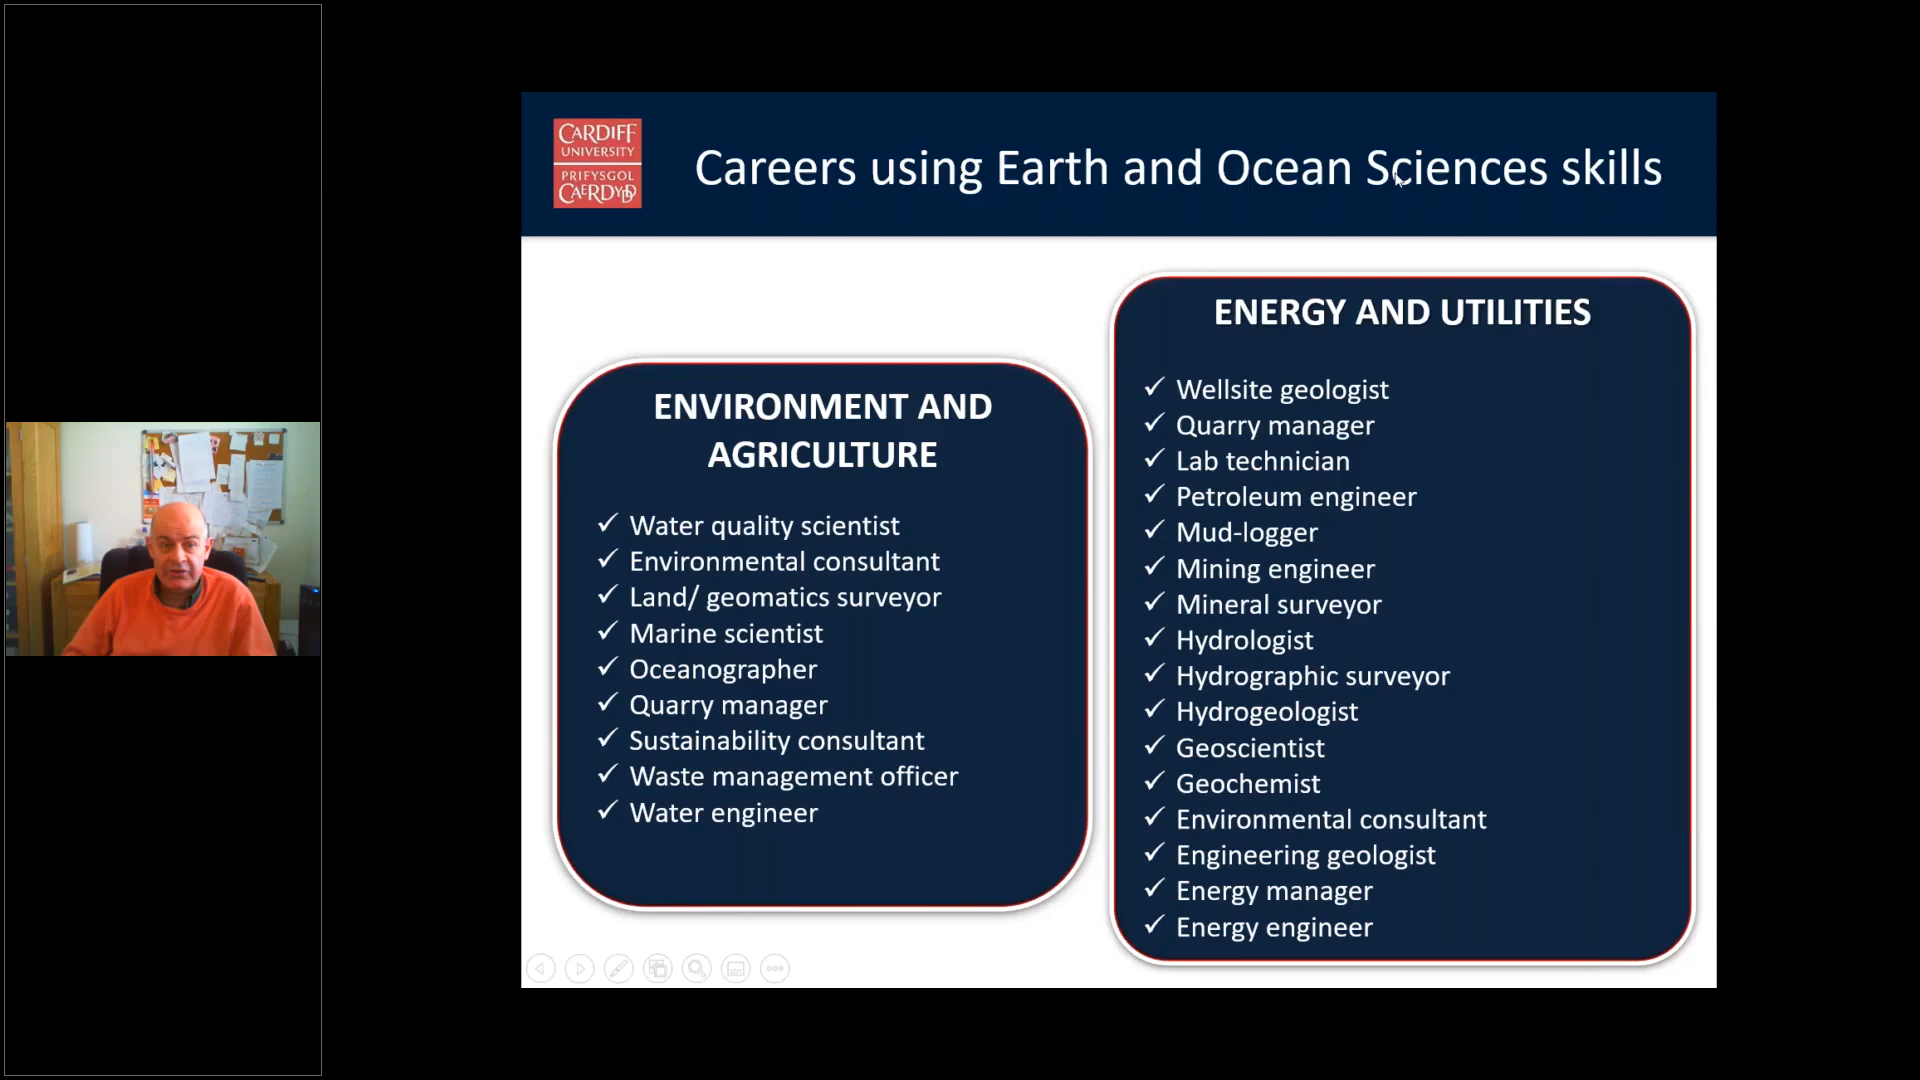 CARDIFF
UNIVERSITY
PRIFYSGOL
CAERDYDD
Careers using Earth and Ocean Sciences skills
ENVIRONMENT AND
AGRICULTURE
✓ Water quality scientist
✓ Environmental consultant
✓ Land/ geomatics surveyor
✓ Marine scientist
✓ Oceanographer
✓ Quarry manager
✓ Sustainability consultant
✓ Waste management officer
✓ Water engineer
ENERGY AND UTILITIES
✓ Wellsite geologist
✓ Quarry manager
✓ Lab technician
✓ Petroleum engineer
✓ Mud-logger
✓ Mining engineer
✓ Mineral surveyor
✓ Hydrologist
✓ Hydrographic surveyor
✓ Hydrogeologist
✓ Geoscientist
✓ Geochemist
✓ Environmental consultant
✓ Engineering geologist
✓ Energy manager
✓ Energy engineer